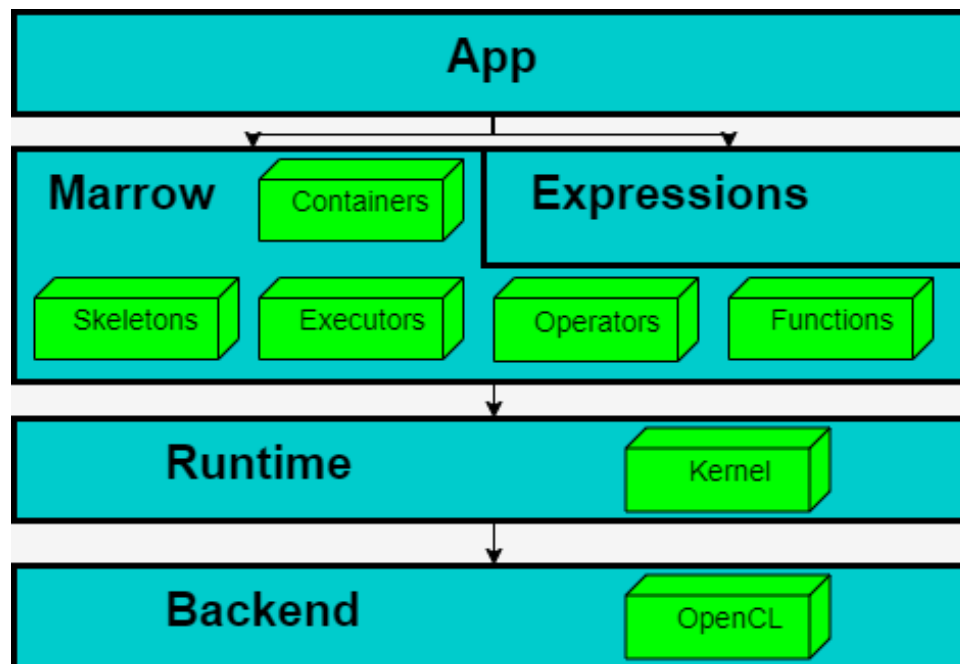 App
Marrow
Containers
Expressions
Skeletons
Executors
Operators
Functions
Runtime
Kernel
Backend
OpenCL